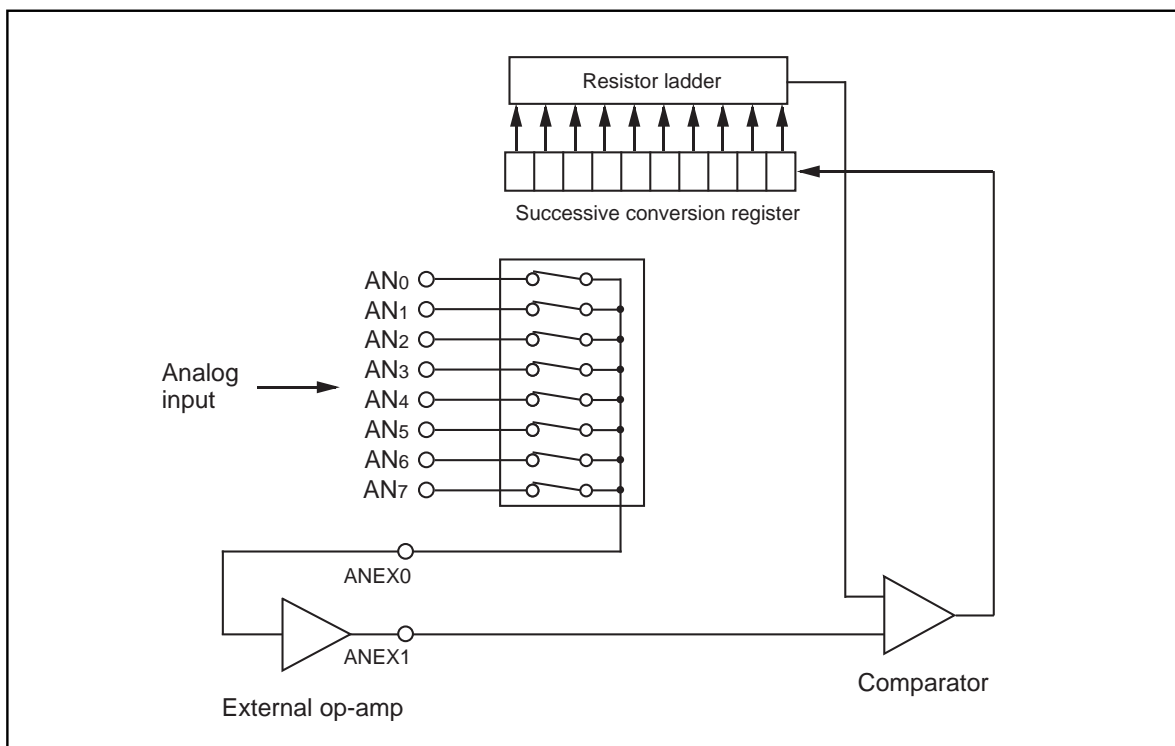 Resistor ladder
Successive conversion register
AN0
AN1
AN2
AN3
AN4
AN5
AN6
AN7
Analog
input
ANEX0
ANEX1
External op-amp
Comparator